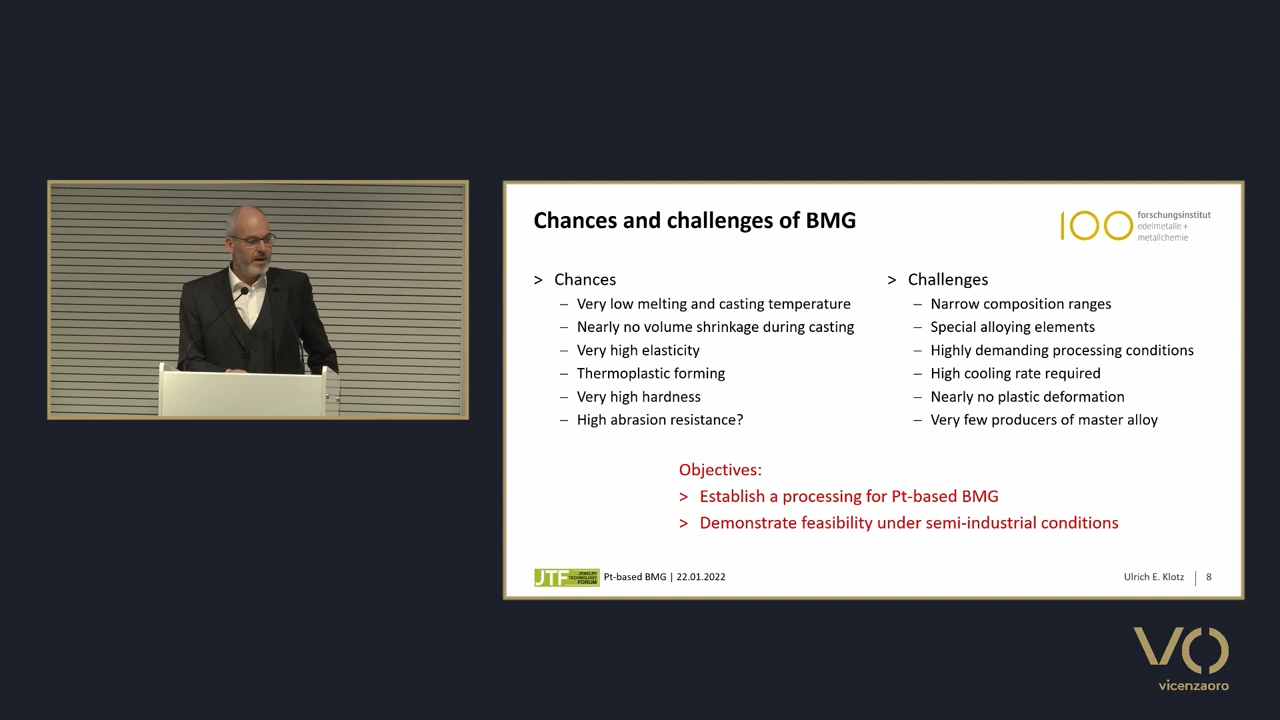 Chances and challenges of BMG
100
forschungsinstitut
edelmetalle +
metallchemie
> Chances
– Very low melting and casting temperature
– Nearly no volume shrinkage during casting
– Very high elasticity
– Thermoplastic forming
– Very high hardness
– High abrasion resistance?
> Challenges
– Narrow composition ranges
– Special alloying elements
– Highly demanding processing conditions
– High cooling rate required
– Nearly no plastic deformation
– Very few producers of master alloy
Objectives:
> Establish a processing for Pt-based BMG
> Demonstrate feasibility under semi-industrial conditions
JTF JEWELRY
TECHNOLOGY
FORUM
Pt-based BMG | 22.01.2022
Ulrich E. Klotz | 8
VO
vicenzaoro